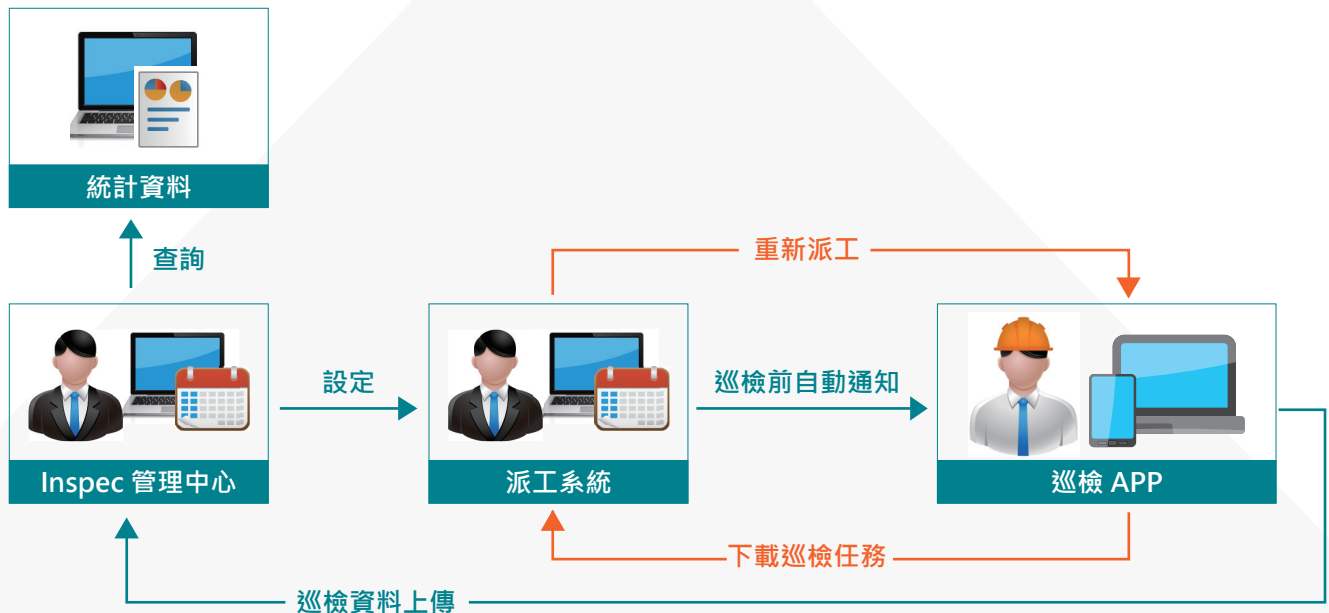 統計資料
查詢
重新派工
設定
巡檢前自動通知
Inspec 管理中心
派工系統
巡檢 APP
下載巡檢任務
巡檢資料上傳